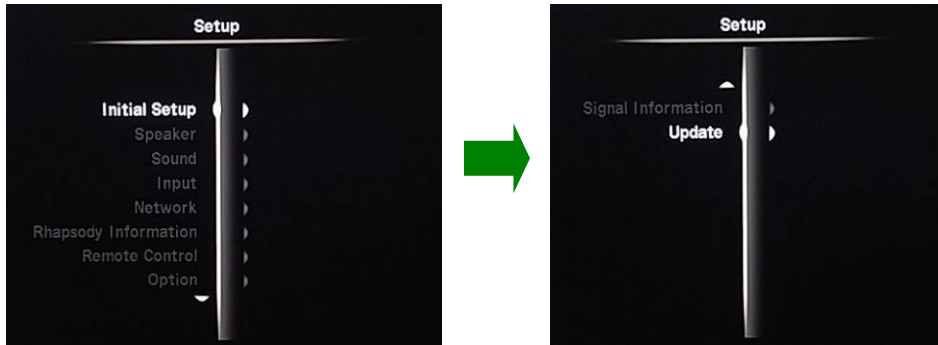 Setup
Initial Setup
Speaker
Sound
Input
Network
Rhapsody Information
Remote Control
Option
Setup
Signal Information
Update